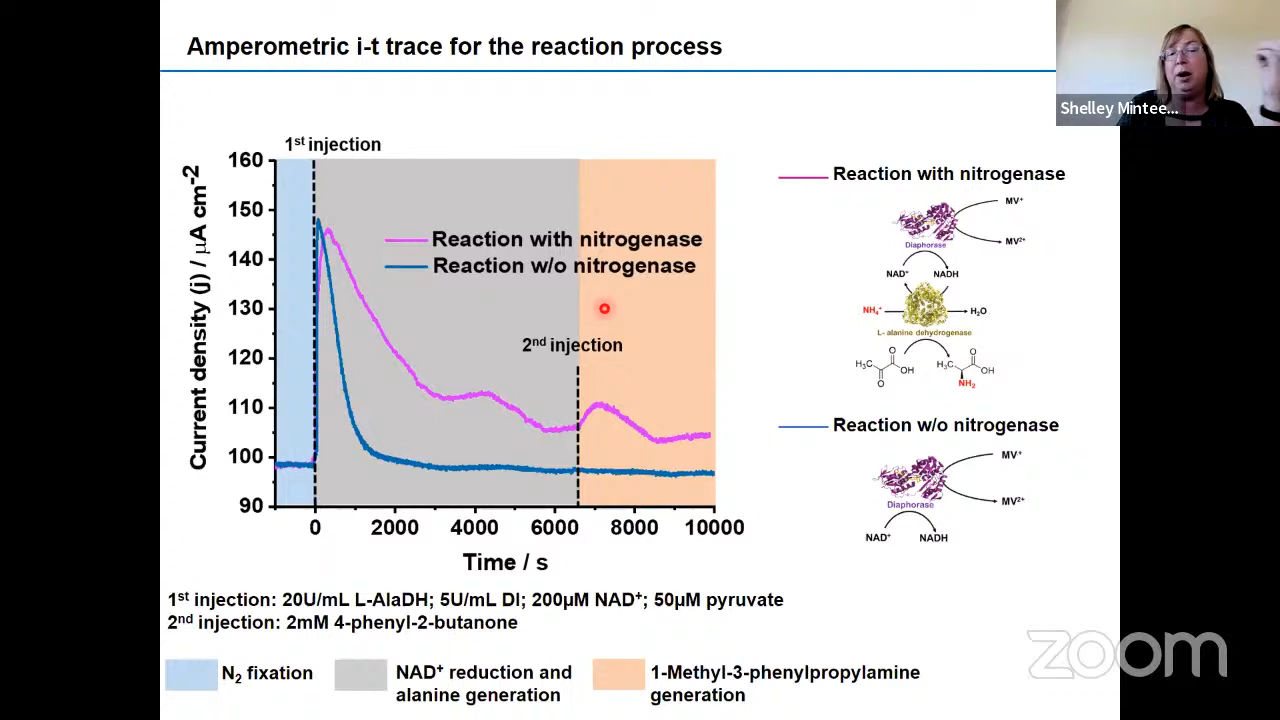 Amperometric i-t trace for the reaction process
Shelley Mintee...
1st injection
160
150
140
130
120
110
100
90
Current density (j) / μA cm-2
Reaction with nitrogenase
Reaction w/o nitrogenase
2nd injection
0 2000 4000 6000 8000 10000
Time / s
Reaction with nitrogenase
MV+
Diaphorase
MV2+
NAD+ NADH
NH4+ H2O
L- alanine dehydrogenase
H3C O OH O
H3C O OH NH2
Reaction w/o nitrogenase
MV+
Diaphorase
MV2+
NAD+ NADH
1st injection: 20U/mL L-AlaDH; 5U/mL DI; 200μM NAD+; 50μM pyruvate
2nd injection: 2mM 4-phenyl-2-butanone
N2 fixation
NAD+ reduction and
alanine generation
1-Methyl-3-phenylpropylamine
generation
zoom